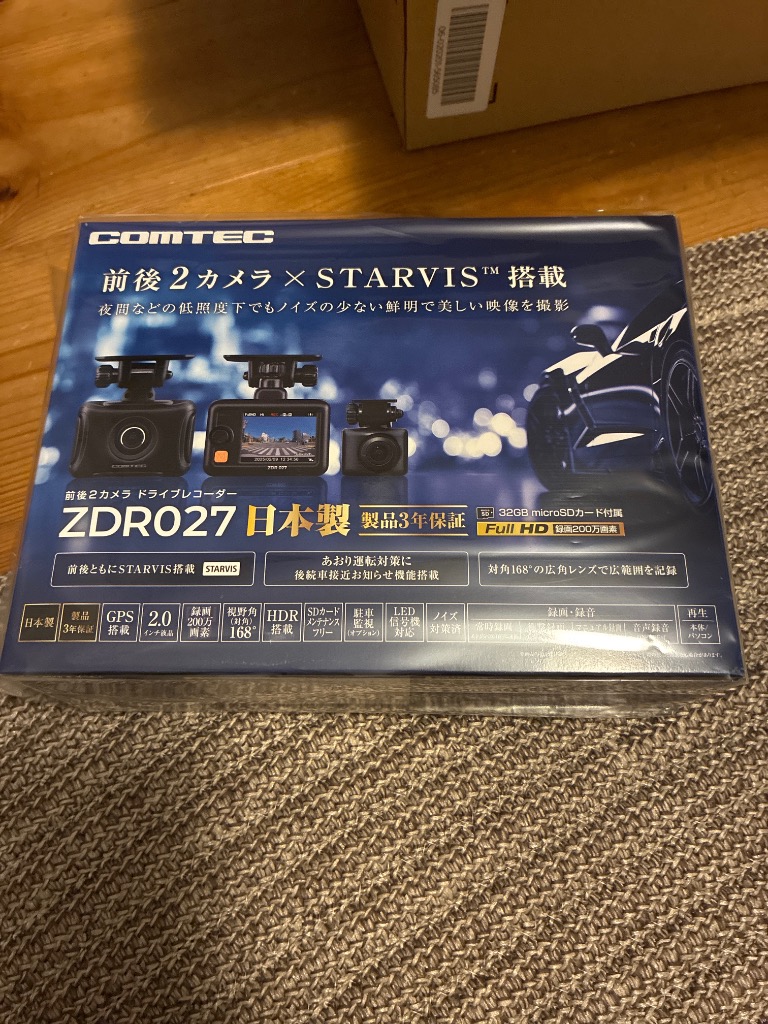 COMTEC
前後2カメラ×STARVIS™搭載
夜間などの低照度下でもノイズの少ない鮮明で美しい映像を撮影
COMTEC
ZDR 027
前後2カメラ ドライブレコーダー
ZDR027 日本製 製品3年保証
32GB microSDカード付属
Full HD 録画200万画素
前後ともにSTARVIS搭載 STARVIS
あおり運転対策に
後続車接近お知らせ機能搭載
対角168°の広角レンズで広範囲を記録
日本製
製品
3年保証
GPS
搭載
2.0
インチ液晶
録画
200万
画素
視野角
(対角)
168°
HDR
搭載
SDカード
メンテナンス
フリー
駐車
監視
(オプション)
LED
信号機
対応
ノイズ
対策済
録画・録音
常時録画
音声録音
再生
本体/
パソコン